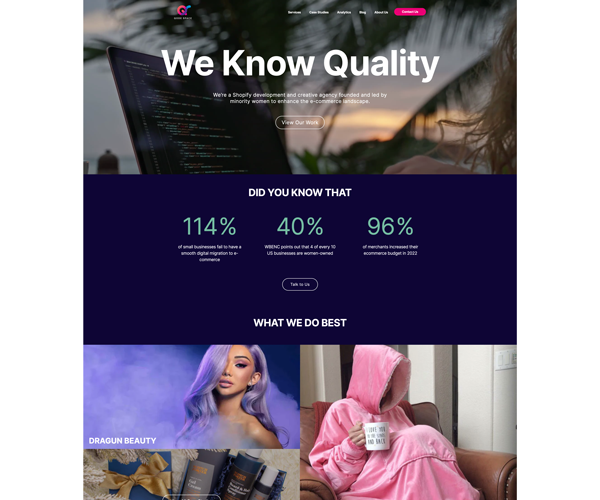 Services Case Studies Analytics Blog About Us Contact Us
We Know Quality
We're a Shopify development and creative agency founded and led by
minority women to enhance the e-commerce landscape.
View Our Work
DID YOU KNOW THAT
114% 40% 96%
of small businesses fail to have a
smooth digital migration to e-
commerce
WBENC points out that 4 of every 10
US businesses are women-owned
of merchants increased their
ecommerce budget in 2022
Talk to Us
WHAT WE DO BEST
DRAGUN BEAUTY
I LOVE YOU